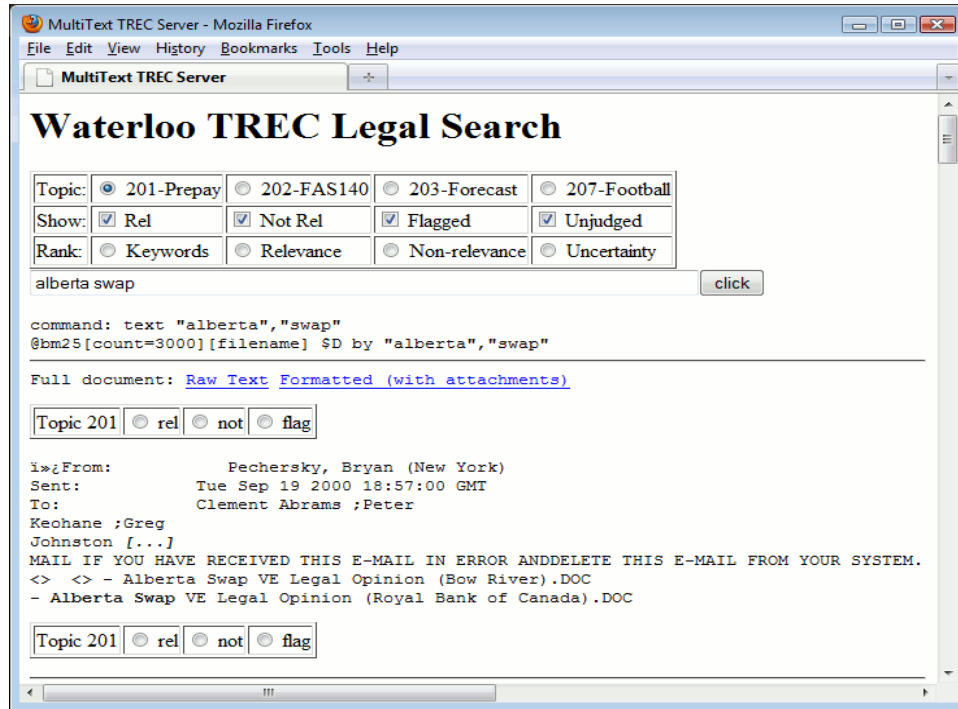 MultiText TREC Server - Mozilla Firefox
File Edit View History Bookmarks Tools Help
MultiText TREC Server
Waterloo TREC Legal Search
Topic: 201-Prepay 202-FAS140 203-Forecast 207-Football
Show: Rel Not Rel Flagged Unjudged
Rank: Keywords Relevance Non-relevance Uncertainty
alberta swap click
command: text "alberta","swap"
@bm25[count=3000][filename] $D by "alberta","swap"
Full document: Raw Text Formatted (with attachments)
Topic 201 rel not flag
ï»¿From: Pechersky, Bryan (New York)
Sent: Tue Sep 19 2000 18:57:00 GMT
To: Clement Abrams ;Peter
Keohane ;Greg
Johnston [...]
MAIL IF YOU HAVE RECEIVED THIS E-MAIL IN ERROR ANDDELETE THIS E-MAIL FROM YOUR SYSTEM.
<> <> - Alberta Swap VE Legal Opinion (Bow River).DOC
- Alberta Swap VE Legal Opinion (Royal Bank of Canada).DOC
Topic 201 rel not flag